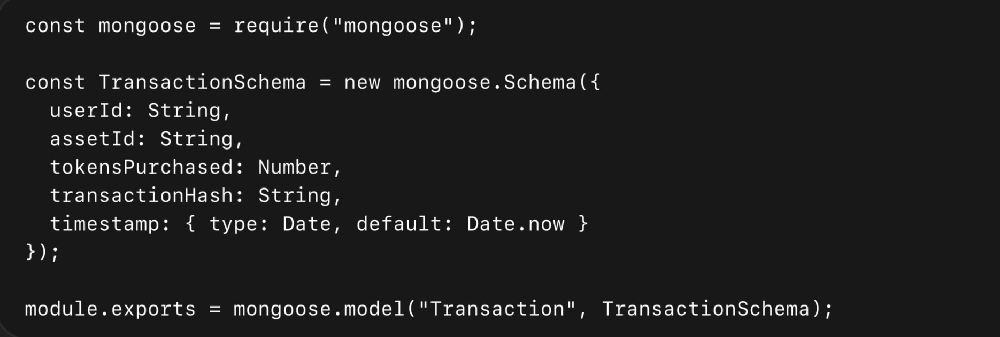 const mongoose = require("mongoose");

const TransactionSchema = new mongoose.Schema({
  userId: String,
  assetId: String,
  tokensPurchased: Number,
  transactionHash: String,
  timestamp: { type: Date, default: Date.now }
});

module.exports = mongoose.model("Transaction", TransactionSchema);